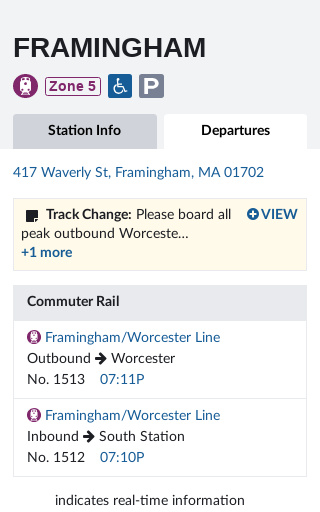 FRAMINGHAM
Zone 5
P
Station Info
Departures
417 Waverly St, Framingham, MA 01702
Track Change: Please board all
VIEW
peak outbound Worceste...
+1 more
Commuter Rail
Framingham/Worcester Line
Outbound → Worcester
No. 1513 07:11P
Framingham/Worcester Line
Inbound → South Station
No. 1512 07:10P
indicates real-time information